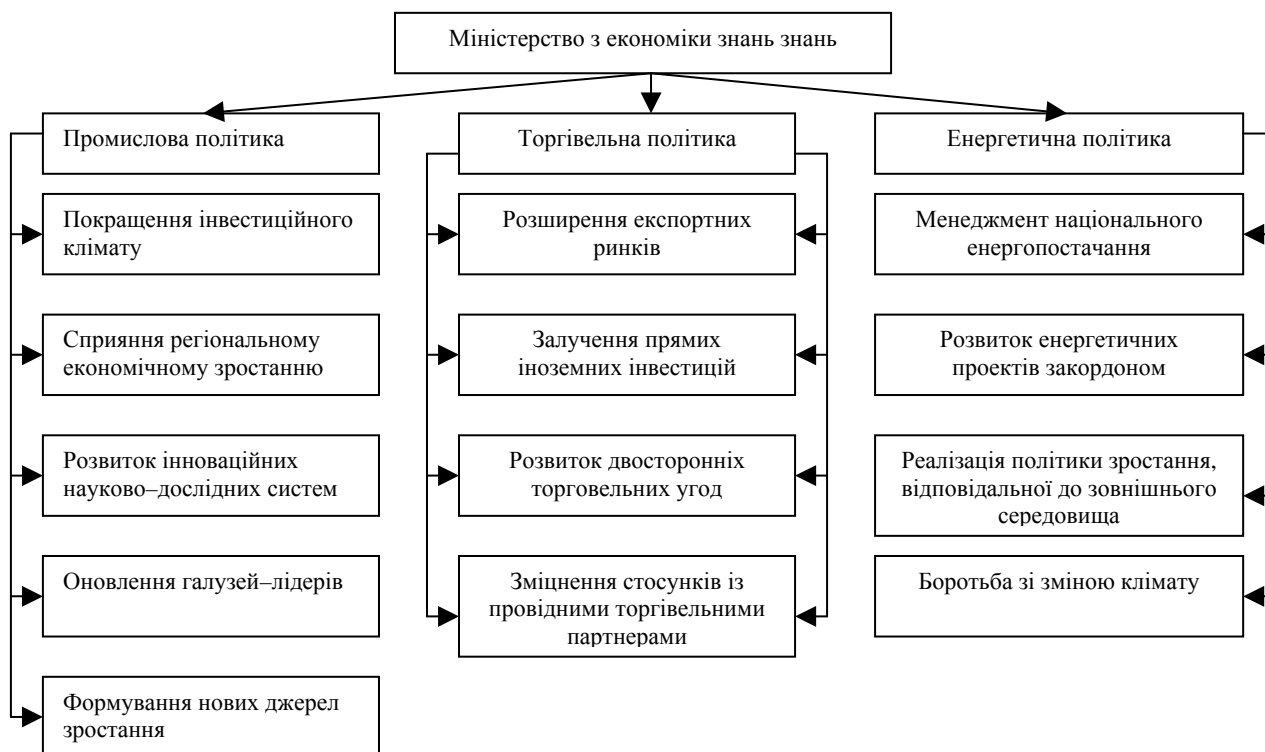 Міністерство з економіки знань знань
Промислова політика
Торгівельна політика
Енергетична політика
Покращення інвестиційного
клімату
Розширення експортних
ринків
Менеджмент національного
енергопостачання
Сприяння регіональному
економічному зростанню
Залучення прямих
іноземних інвестицій
Розвиток енергетичних
проектів закордоном
Розвиток інноваційних
науково–дослідних систем
Розвиток двосторонніх
торговельних угод
Реалізація політики зростання,
відповідальної до зовнішнього
середовища
Оновлення галузей–лідерів
Зміцнення стосунків із
провідними торгівельними
партнерами
Боротьба зі зміною клімату
Формування нових джерел
зростання